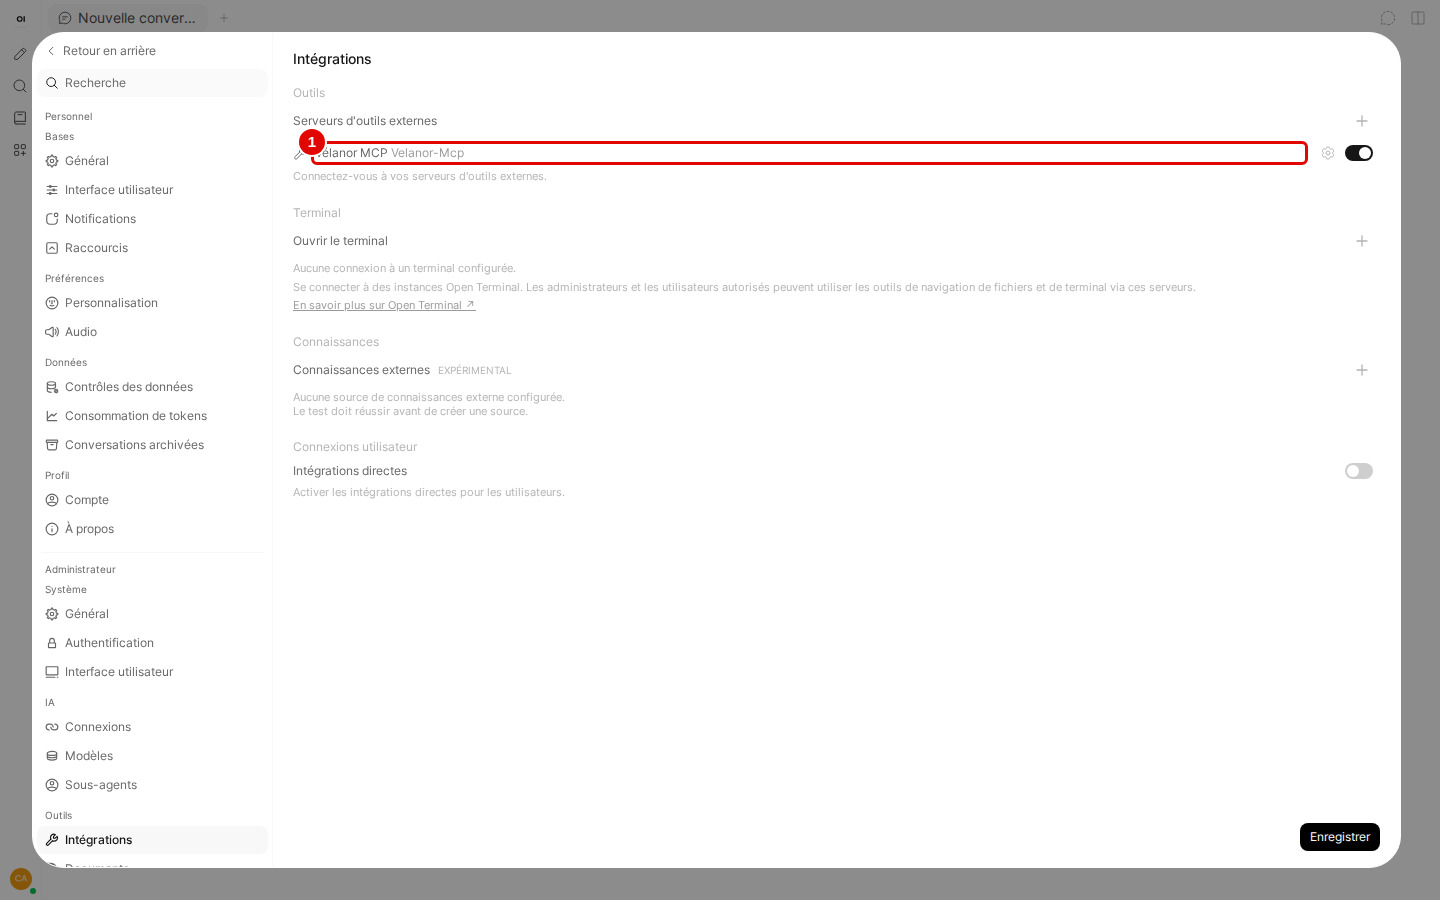 OI
Nouvelle conver...
Retour en arrière
Recherche
Personnel
Bases
Général
Interface utilisateur
Notifications
Raccourcis
Préférences
Personnalisation
Audio
Données
Contrôles des données
Consommation de tokens
Conversations archivées
Profil
Compte
À propos
Administrateur
Système
Général
Authentification
Interface utilisateur
IA
Connexions
Modèles
Sous-agents
Outils
Intégrations
CA
Intégrations
Outils
Serveurs d'outils externes
1
Vélanor MCP Velanor-Mcp
Connectez-vous à vos serveurs d'outils externes.
Terminal
Ouvrir le terminal
Aucune connexion à un terminal configurée.
Se connecter à des instances Open Terminal. Les administrateurs et les utilisateurs autorisés peuvent utiliser les outils de navigation de fichiers et de terminal via ces serveurs.
En savoir plus sur Open Terminal ↗
Connaissances
Connaissances externes EXPÉRIMENTAL
Aucune source de connaissances externe configurée.
Le test doit réussir avant de créer une source.
Connexions utilisateur
Intégrations directes
Activer les intégrations directes pour les utilisateurs.
Enregistrer